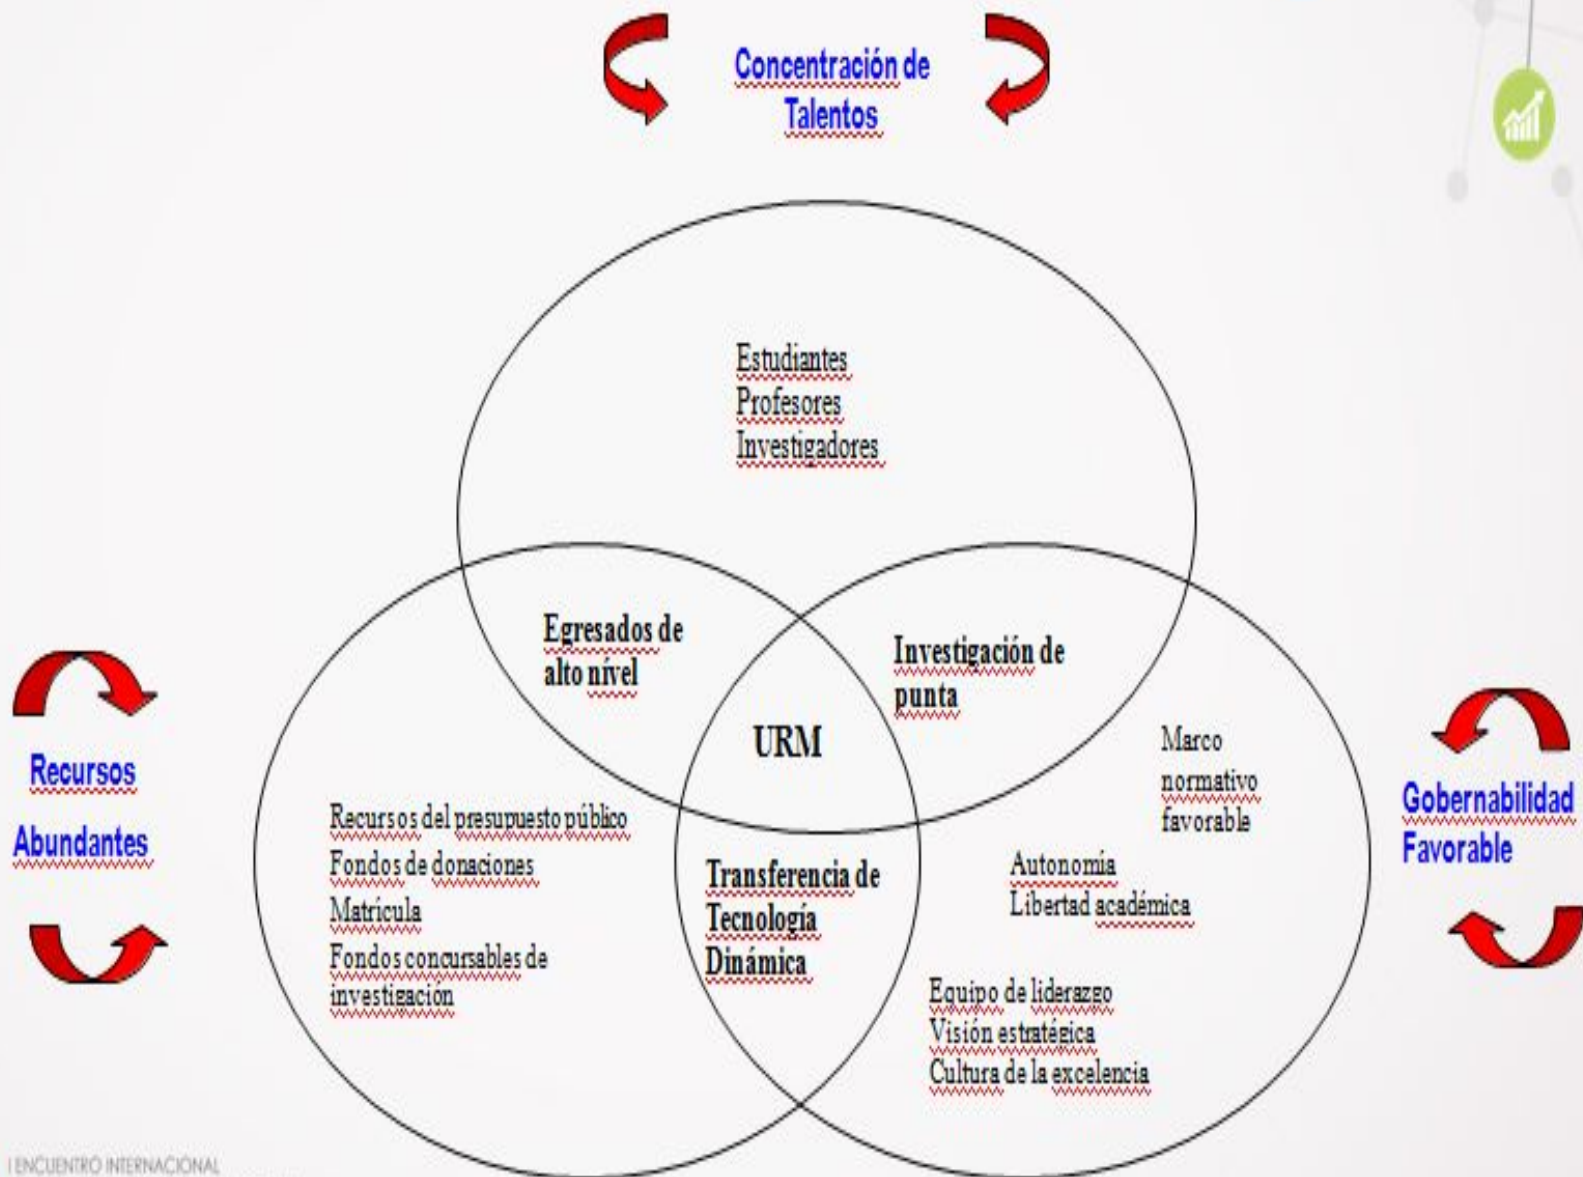 Concentración de
Talentos
Estudiantes
Profesores
Investigadores
Egresados de
alto nível
Investigación de
punta
URM
Marco
normativo
favorable
Recursos
Abundantes
Gobernabilidad
Favorable
Recursos del presupuesto público
Fondos de donaciones
Matrícula
Fondos concursables de
investigación
Transferencia de
Tecnología
Dinámica
Autonomía
Libertad académica
Equipo de liderazgo
Visión estratégica
Cultura de la excelencia
I ENCUENTRO INTERNACIONAL